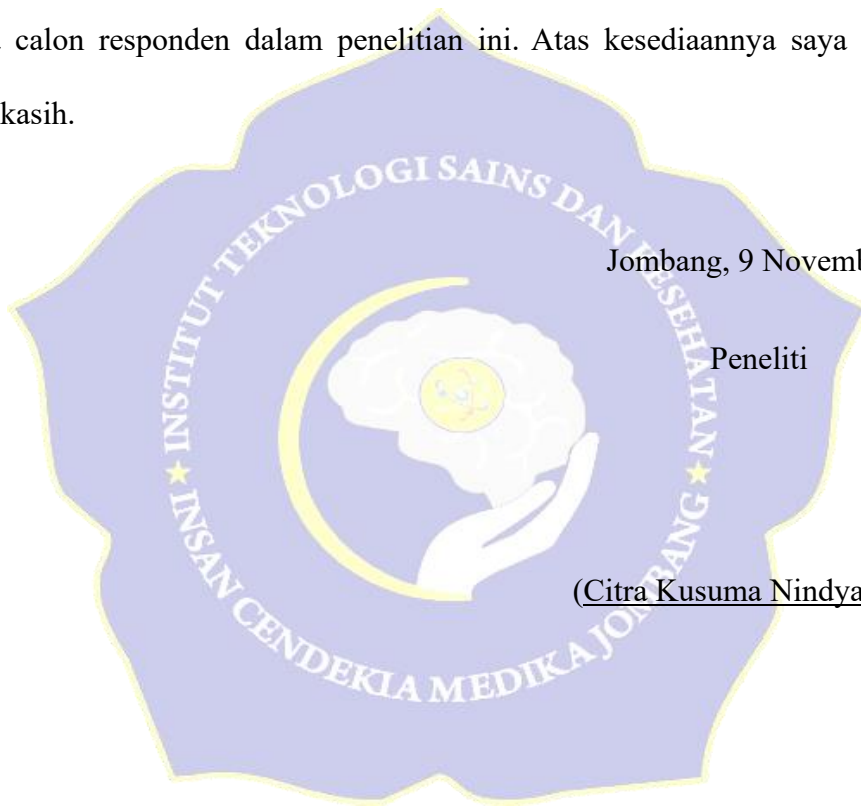 calon responden dalam penelitian ini. Atas kesediaannya saya
kasih.
INSTITUT TEKNOLOGI SAINS DAN KESEHATAN
Jombang, 9 Novemb
Peneliti
(Citra Kusuma Nindya
INSAN CENDEKIA MEDIKA JOMBANG